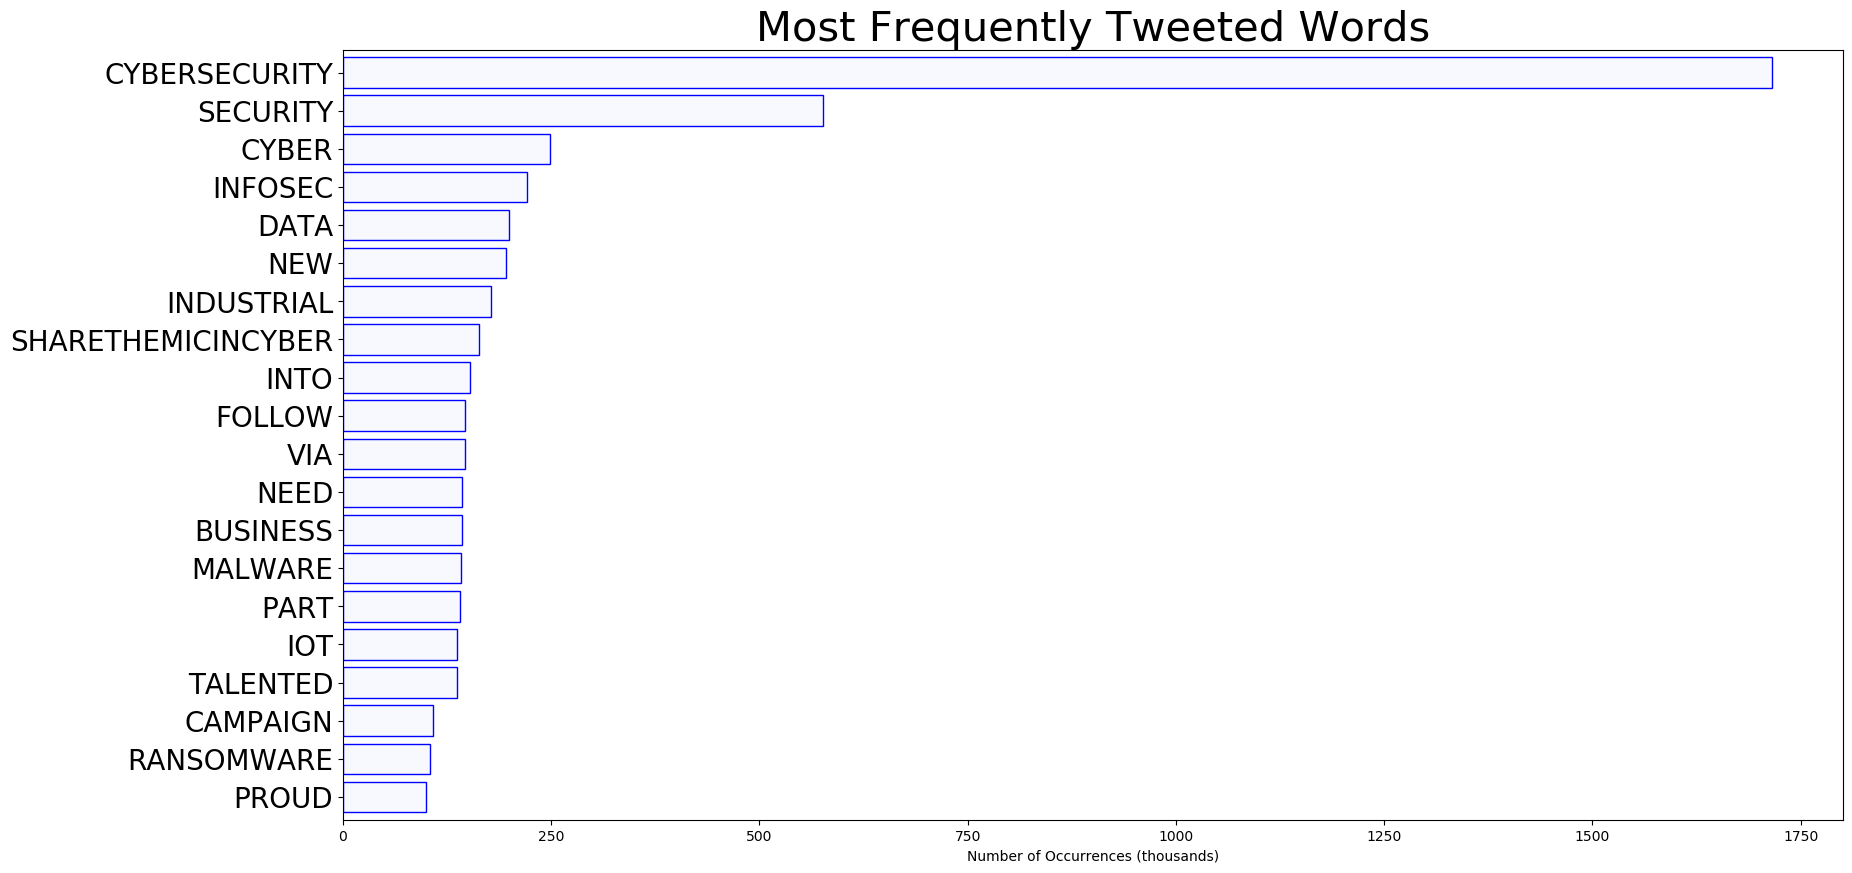 Most Frequently Tweeted Words
CYBERSECURITY
SECURITY
CYBER
INFOSEC
DATA
NEW
INDUSTRIAL
SHARETHEMICINCYBER
INTO
FOLLOW
VIA
NEED
BUSINESS
MALWARE
PART
IOT
TALENTED
CAMPAIGN
RANSOMWARE
PROUD
0 250 500 750 1000 1250 1500 1750
Number of Occurrences (thousands)